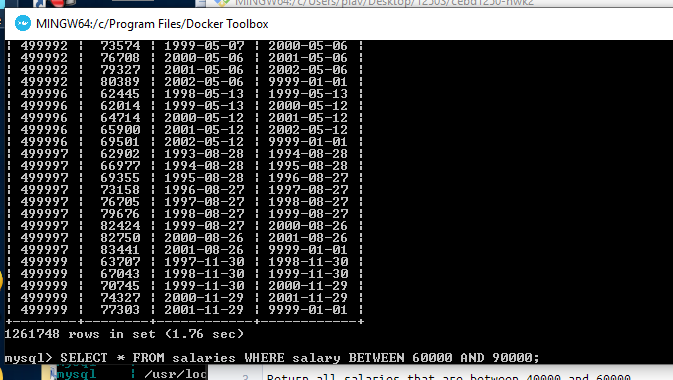 MINGW64:/c/Users/play/Desktop/1250s/cebd1250-hwk2
MINGW64:/c/Program Files/Docker Toolbox
¦ 499992 ¦ 73574 ¦ 1999-05-07 ¦ 2000-05-06 ¦
¦ 499992 ¦ 76708 ¦ 2000-05-06 ¦ 2001-05-06 ¦
¦ 499992 ¦ 79327 ¦ 2001-05-06 ¦ 2002-05-06 ¦
¦ 499992 ¦ 80389 ¦ 2002-05-06 ¦ 9999-01-01 ¦
¦ 499996 ¦ 62445 ¦ 1998-05-13 ¦ 1999-05-13 ¦
¦ 499996 ¦ 62014 ¦ 1999-05-13 ¦ 2000-05-12 ¦
¦ 499996 ¦ 64714 ¦ 2000-05-12 ¦ 2001-05-12 ¦
¦ 499996 ¦ 65900 ¦ 2001-05-12 ¦ 2002-05-12 ¦
¦ 499996 ¦ 69501 ¦ 2002-05-12 ¦ 9999-01-01 ¦
¦ 499997 ¦ 62902 ¦ 1993-08-28 ¦ 1994-08-28 ¦
¦ 499997 ¦ 66977 ¦ 1994-08-28 ¦ 1995-08-28 ¦
¦ 499997 ¦ 69355 ¦ 1995-08-28 ¦ 1996-08-27 ¦
¦ 499997 ¦ 73158 ¦ 1996-08-27 ¦ 1997-08-27 ¦
¦ 499997 ¦ 76705 ¦ 1997-08-27 ¦ 1998-08-27 ¦
¦ 499997 ¦ 79676 ¦ 1998-08-27 ¦ 1999-08-27 ¦
¦ 499997 ¦ 82424 ¦ 1999-08-27 ¦ 2000-08-26 ¦
¦ 499997 ¦ 82750 ¦ 2000-08-26 ¦ 2001-08-26 ¦
¦ 499997 ¦ 83441 ¦ 2001-08-26 ¦ 9999-01-01 ¦
¦ 499999 ¦ 63707 ¦ 1997-11-30 ¦ 1998-11-30 ¦
¦ 499999 ¦ 67043 ¦ 1998-11-30 ¦ 1999-11-30 ¦
¦ 499999 ¦ 70745 ¦ 1999-11-30 ¦ 2000-11-29 ¦
¦ 499999 ¦ 74327 ¦ 2000-11-29 ¦ 2001-11-29 ¦
¦ 499999 ¦ 77303 ¦ 2001-11-29 ¦ 9999-01-01 ¦
+--------+--------+------------+------------+
1261748 rows in set (1.76 sec)
mysql> SELECT * FROM salaries WHERE salary BETWEEN 60000 AND 90000;
mysql ¦ /usr/loc
Return all salaries that are between 40000 and 60000